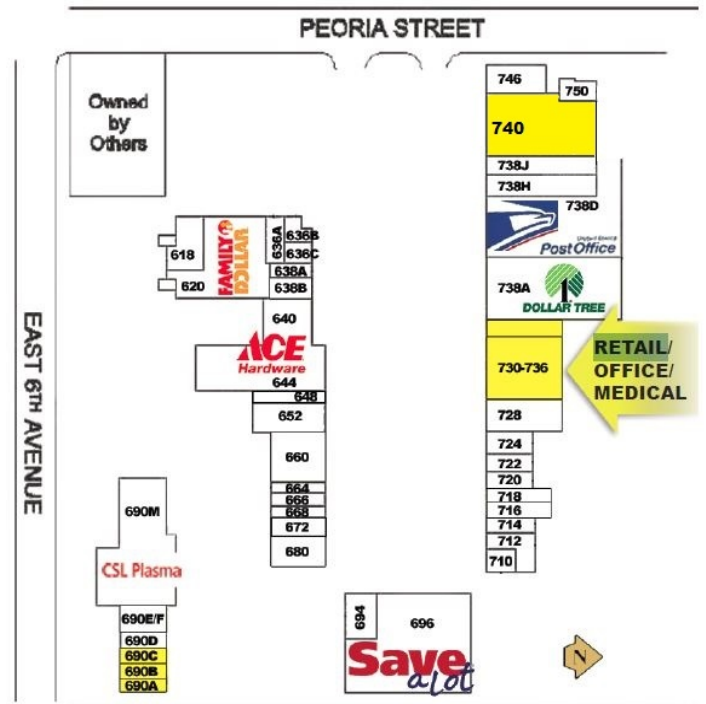 PEORIA STREET
EAST 6TH AVENUE
Owned
by
Others
746
750
740
738J
738H
738D
United States
Post Office
738A
1
DOLLAR TREE
730-736
RETAIL/
OFFICE/
MEDICAL
728
724
722
720
718
716
714
712
710
618
620
FAMILY
DOLLAR
636A
636B
636C
638A
638B
640
ACE
Hardware
644
648
652
660
664
666
668
672
680
690M
CSL Plasma
690E/F
690D
690C
690B
690A
694
696
Save
a lot
N